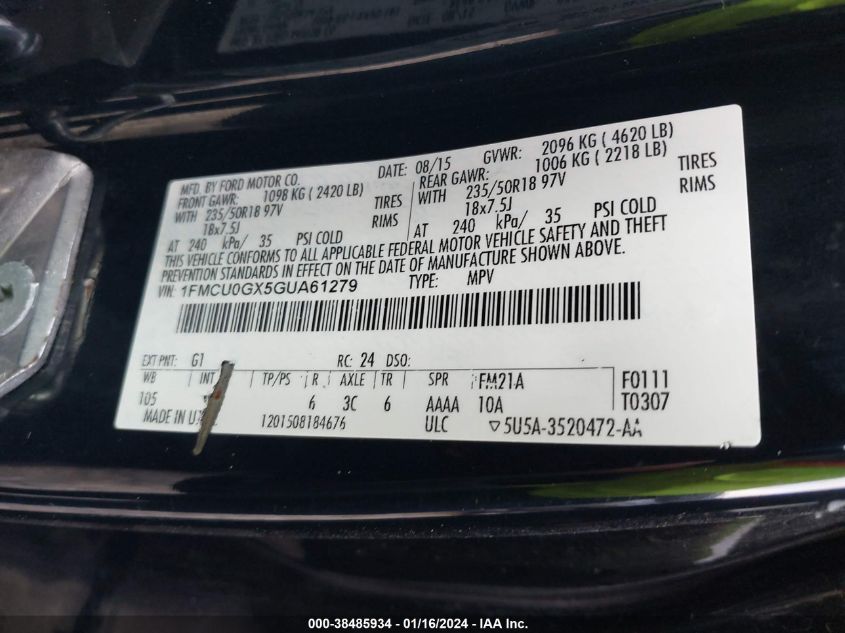 MFD. BY FORD MOTOR CO. DATE: 08/15 GVWR: 2096 KG ( 4620 LB)
FRONT GAWR: 1098 KG ( 2420 LB) REAR GAWR: 1006 KG ( 2218 LB)
WITH 235/50R18 97V TIRES WITH 235/50R18 97V TIRES
18x7.5J RIMS 18x7.5J RIMS
AT 240 kPa/ 35 PSI COLD AT 240 kPa/ 35 PSI COLD
THIS VEHICLE CONFORMS TO ALL APPLICABLE FEDERAL MOTOR VEHICLE SAFETY AND THEFT
PREVENTION STANDARDS IN EFFECT ON THE DATE OF MANUFACTURE SHOWN ABOVE.
VIN: 1FMCU0GX5GUA61279 TYPE: MPV
EXT PNT: G1 RC: 24 DSO:
WB INT TP/PS R AXLE TR SPR FM21A F0111
105 6 3C 6 AAAA 10A T0307
MADE IN 1201508184676 ULC ▽5U5A-3520472-AA
000-38485934 - 01/16/2024 - IAA Inc.